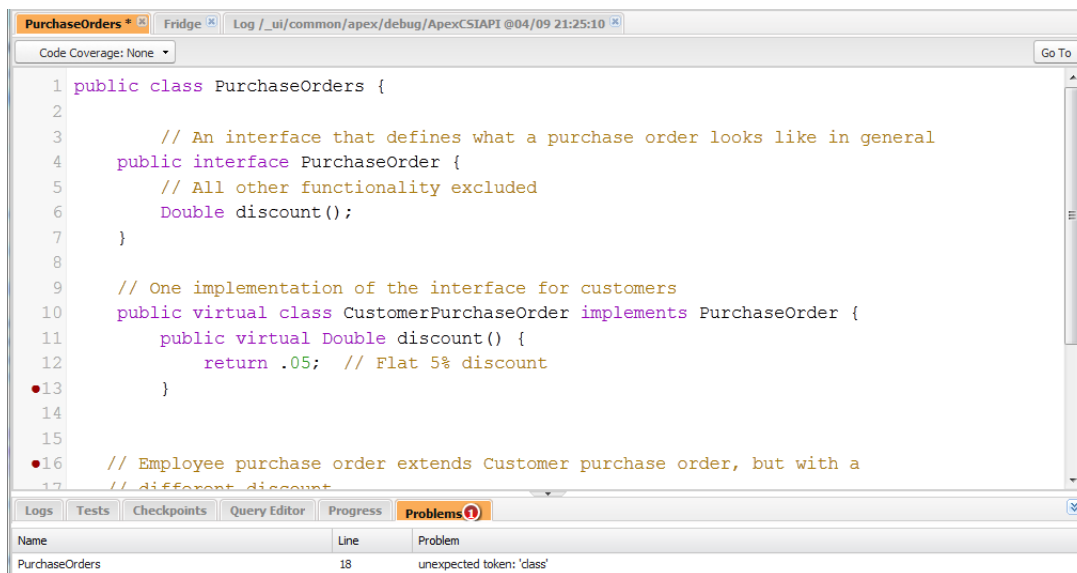 PurchaseOrders * Fridge Log /_ui/common/apex/debug/ApexCSIAPI @04/09 21:25:10
Code Coverage: None Go To
1 public class PurchaseOrders {
2
3 // An interface that defines what a purchase order looks like in general
4 public interface PurchaseOrder {
5 // All other functionality excluded
6 Double discount();
7 }
8
9 // One implementation of the interface for customers
10 public virtual class CustomerPurchaseOrder implements PurchaseOrder {
11 public virtual Double discount() {
12 return .05; // Flat 5% discount
13 }
14
15
16 // Employee purchase order extends Customer purchase order, but with a
17 // different discount
Logs Tests Checkpoints Query Editor Progress Problems 1
Name Line Problem
PurchaseOrders 18 unexpected token: 'class'